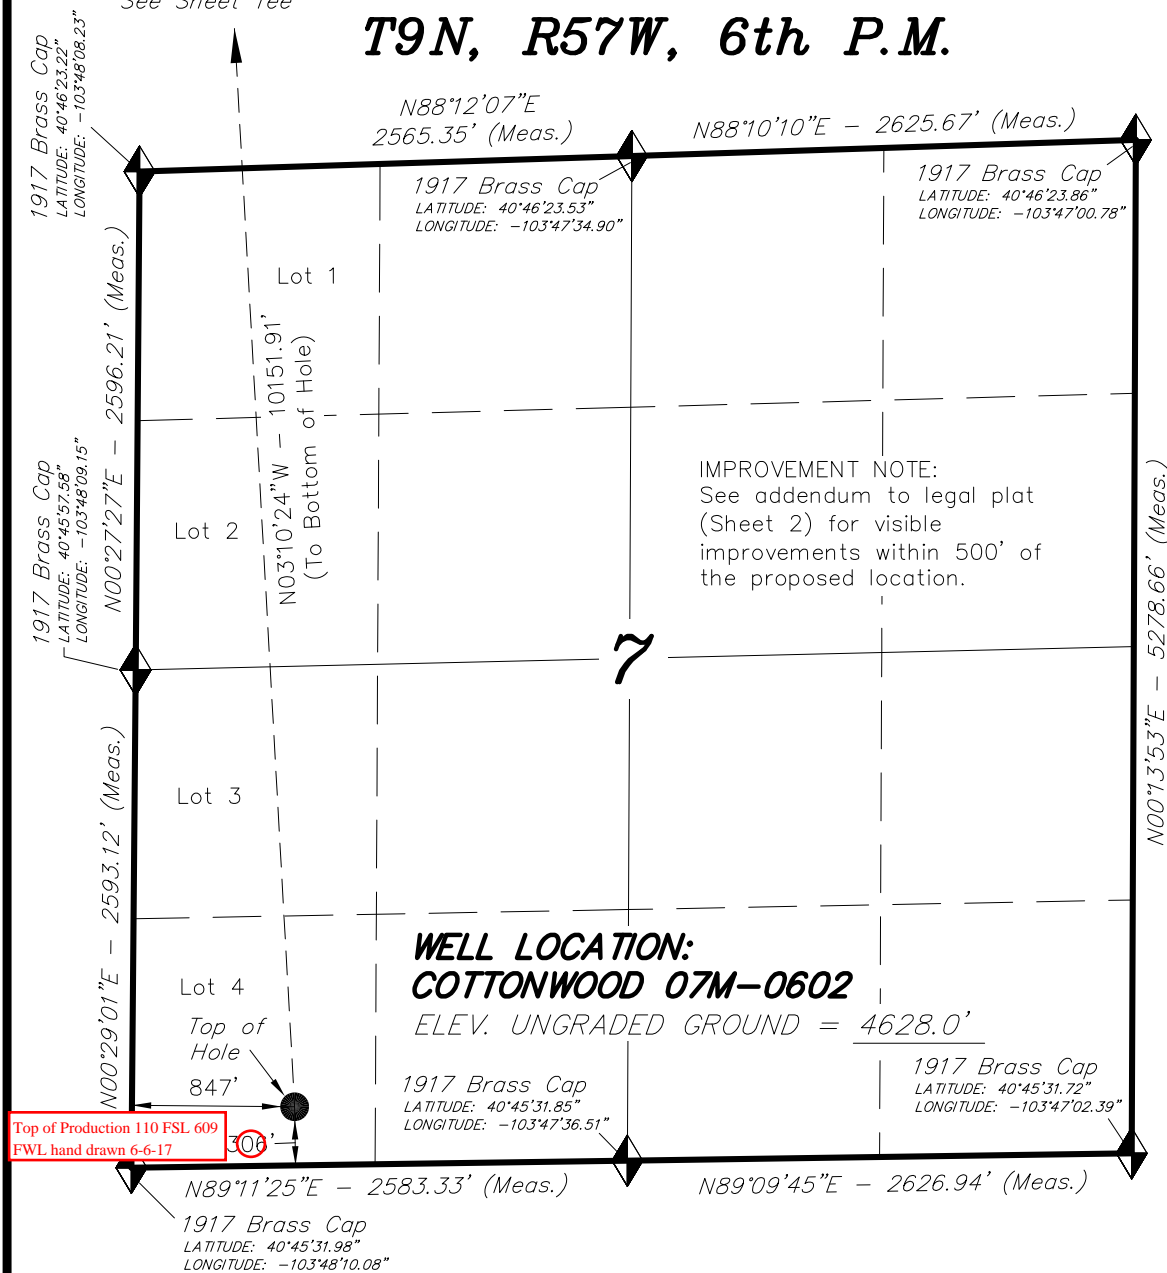 See Sheet Tee
T9N, R57W, 6th P.M.
1917 Brass Cap
LATITUDE: 40°46'23.22"
LONGITUDE: -103°48'08.23"
N88°12'07"E
2565.35' (Meas.)
N88°10'10"E - 2625.67' (Meas.)
1917 Brass Cap
LATITUDE: 40°46'23.53"
LONGITUDE: -103°47'34.90"
1917 Brass Cap
LATITUDE: 40°46'23.86"
LONGITUDE: -103°47'00.78"
N00°27'27"E - 2596.21' (Meas.)
Lot 1
N03°10'24"W - 10151.91'
(To Bottom of Hole)
1917 Brass Cap
LATITUDE: 40°45'57.58"
LONGITUDE: -103°48'09.15"
Lot 2
IMPROVEMENT NOTE:
See addendum to legal plat
(Sheet 2) for visible
improvements within 500' of
the proposed location.
N00°13'53"E - 5278.66' (Meas.)
7
N00°29'01"E - 2593.12' (Meas.)
Lot 3
WELL LOCATION:
COTTONWOOD 07M-0602
ELEV. UNGRADED GROUND = 4628.0'
Lot 4
Top of
Hole
847'
1917 Brass Cap
LATITUDE: 40°45'31.85"
LONGITUDE: -103°47'36.51"
1917 Brass Cap
LATITUDE: 40°45'31.72"
LONGITUDE: -103°47'02.39"
Top of Production 110 FSL 609
FWL hand drawn 6-6-17
306'
N89°11'25"E - 2583.33' (Meas.)
N89°09'45"E - 2626.94' (Meas.)
1917 Brass Cap
LATITUDE: 40°45'31.98"
LONGITUDE: -103°48'10.08"